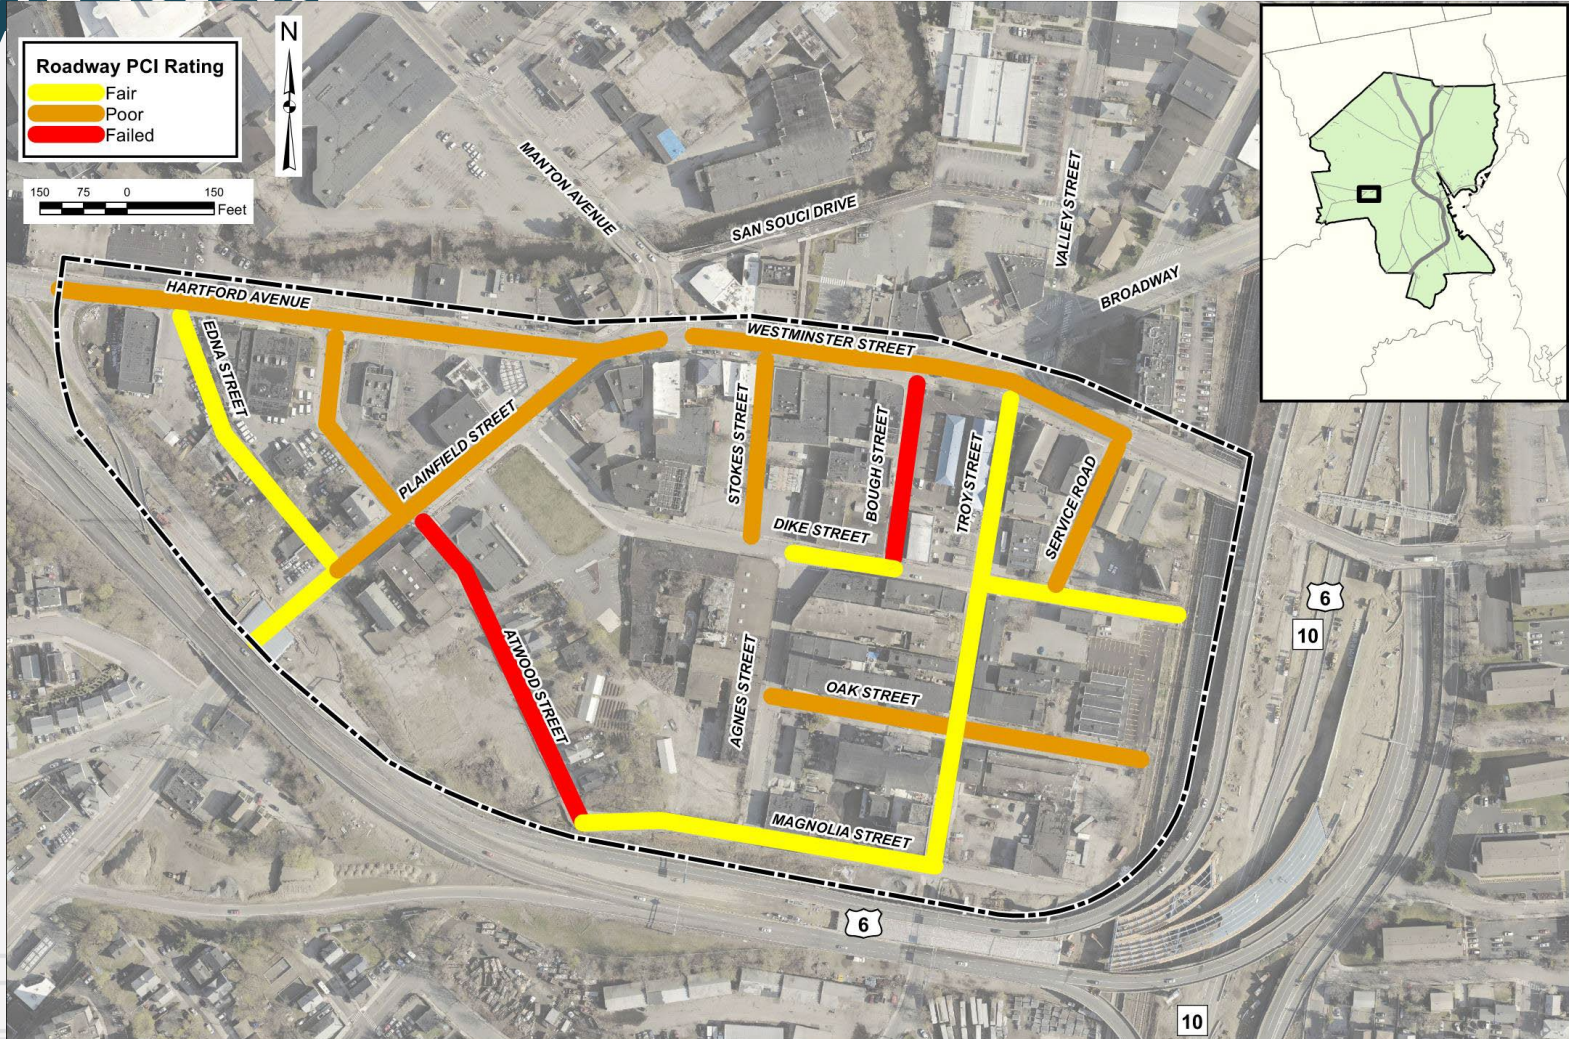 N
Roadway PCI Rating
Fair
Poor
Failed
150 75 0 150
Feet
MANTON AVENUE
SAN SOUCI DRIVE
VALLEY STREET
BROADWAY
HARTFORD AVENUE
EDNA STREET
WESTMINSTER STREET
PLAINFIELD STREET
STOKES STREET
BOUGH STREET
TROY STREET
SERVICE ROAD
DIKE STREET
6
10
ATWOOD STREET
AGNES STREET
OAK STREET
MAGNOLIA STREET
6
10